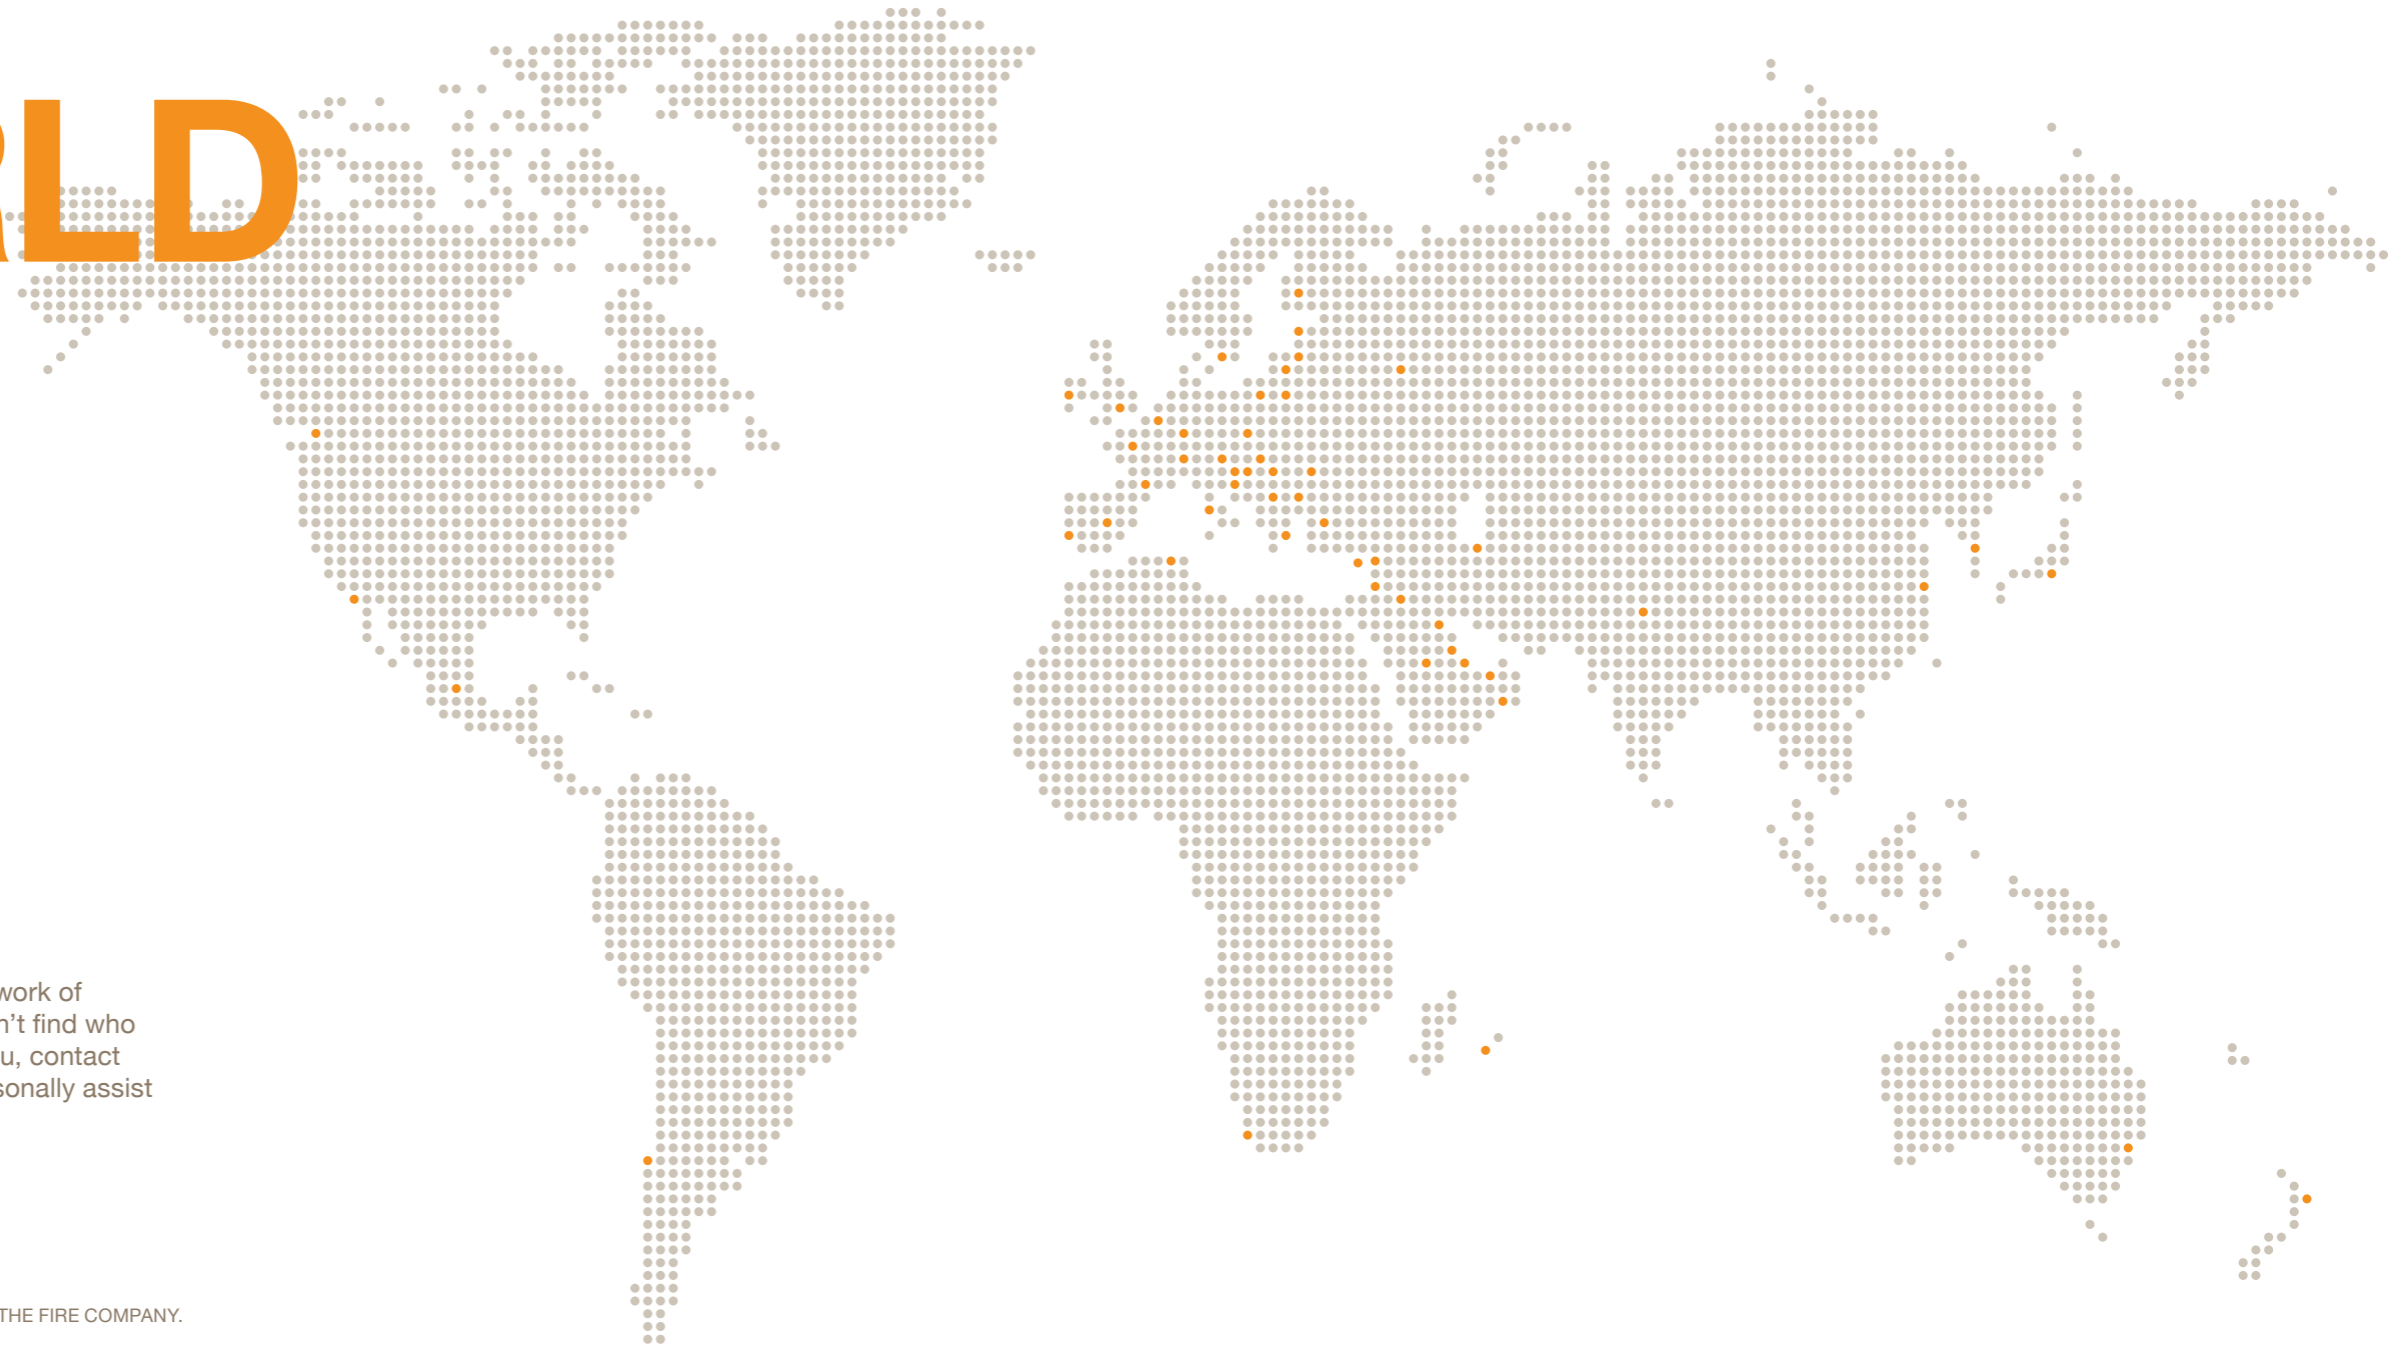 RLD
work of
n’t find who
u, contact
sonally assist
THE FIRE COMPANY.